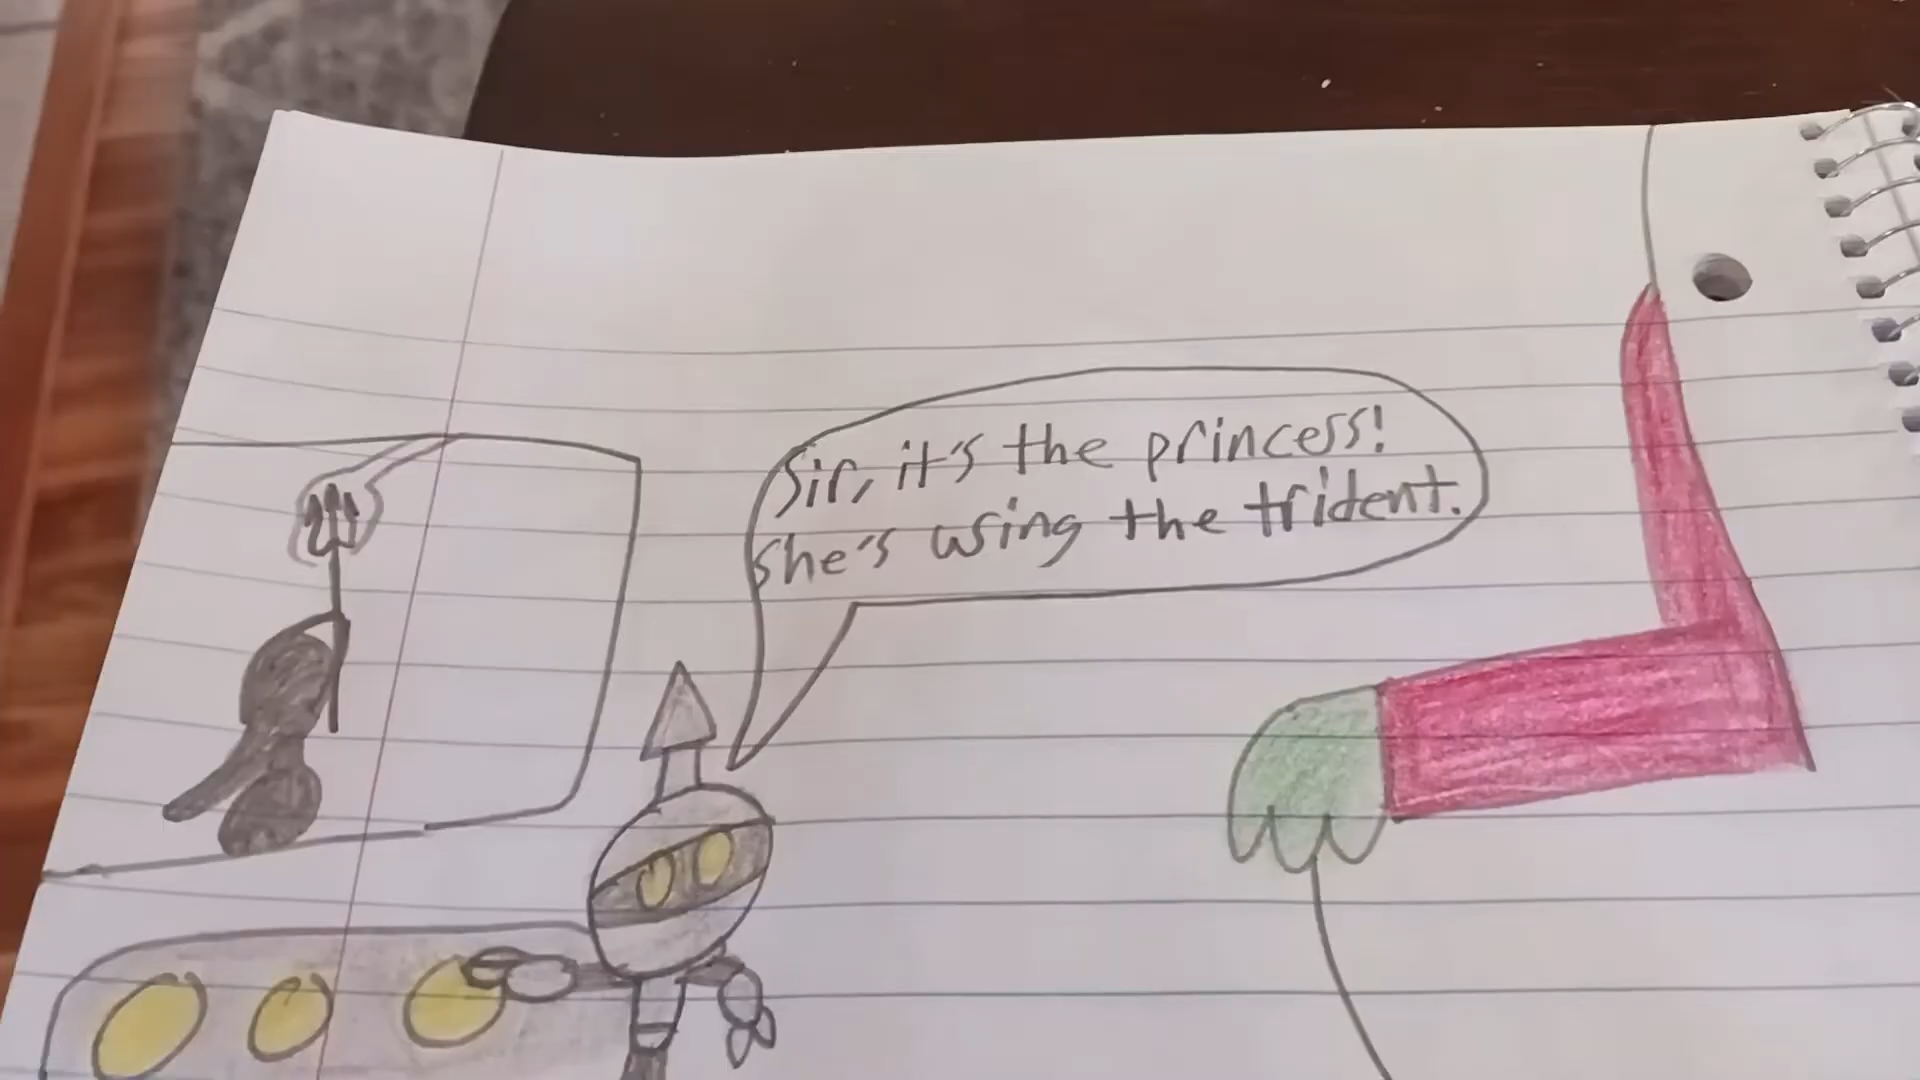 Sir, it's the princess!
She's using the trident.